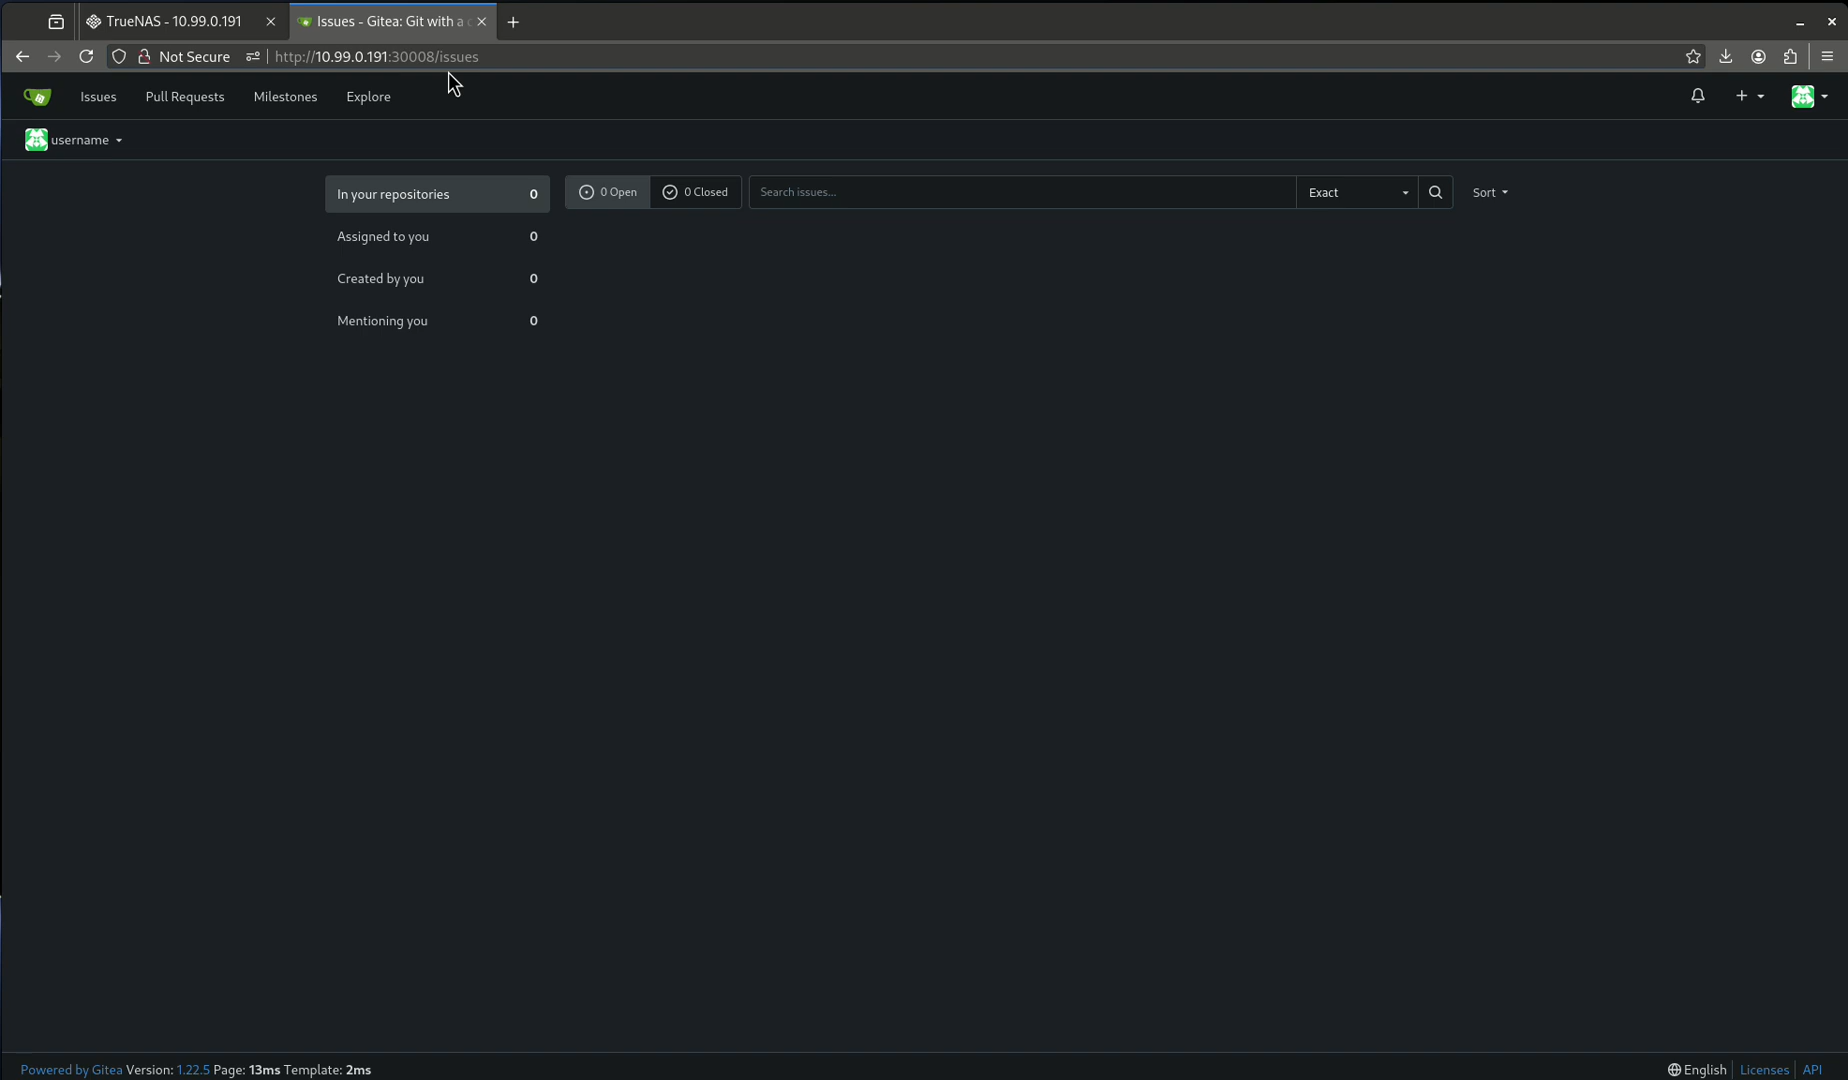 TrueNAS - 10.99.0.191
Issues - Gitea: Git with a c
Not Secure
http://10.99.0.191:30008/issues
Issues
Pull Requests
Milestones
Explore
username
In your repositories 0
0 Open
0 Closed
Search issues...
Exact
Sort
Assigned to you 0
Created by you 0
Mentioning you 0
Powered by Gitea Version: 1.22.5 Page: 13ms Template: 2ms
English
Licenses
API